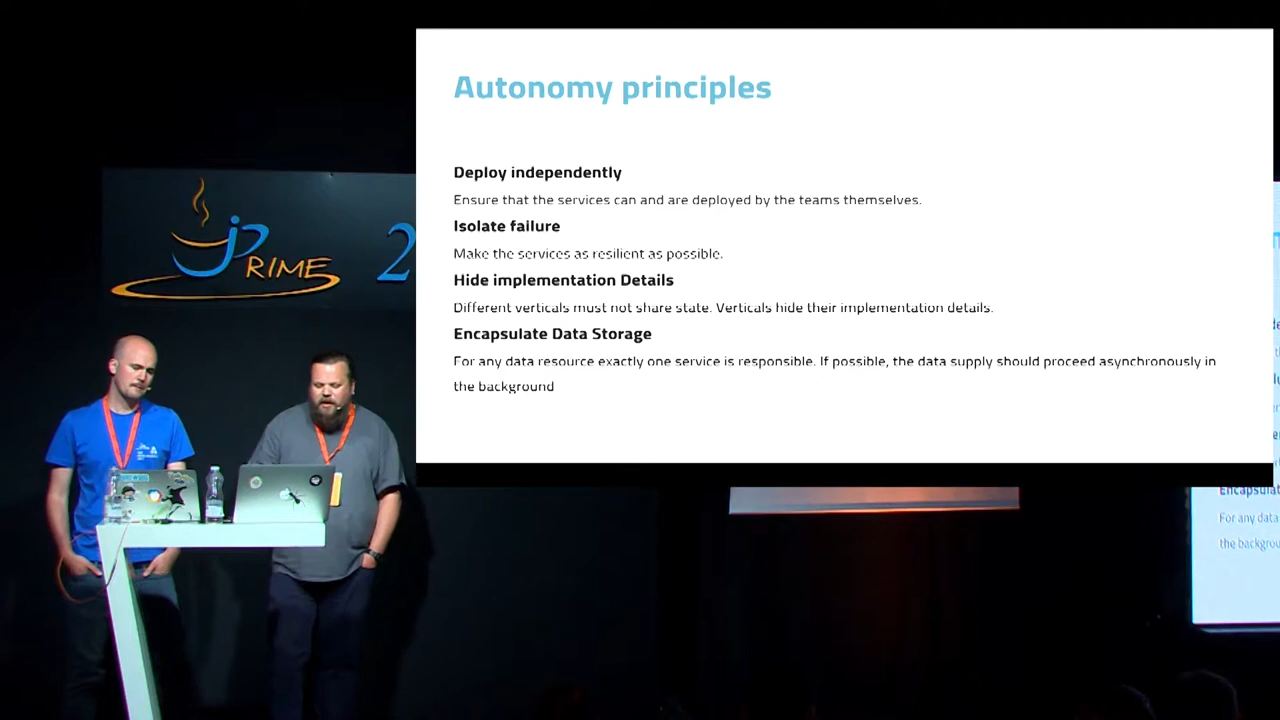 Autonomy principles
Deploy independently
Ensure that the services can and are deployed by the teams themselves.
Isolate failure
Make the services as resilient as possible.
Hide implementation Details
Different verticals must not share state. Verticals hide their implementation details.
Encapsulate Data Storage
For any data resource exactly one service is responsible. If possible, the data supply should proceed asynchronously in
the background
jPRIME 2
Encapsulat
For any data
the backgrou